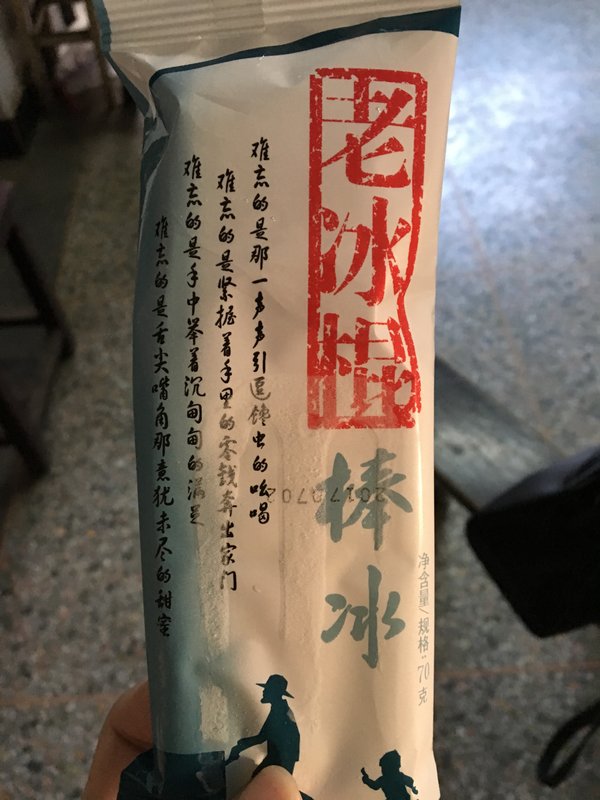 老冰棍
棒冰
净含量/规格:70克
难忘的是那一声声引逗馋虫的吆喝
难忘的是紧握着手里的零钱奔出家门
难忘的是手中举着沉甸甸的满足
难忘的是舌尖嘴角那意犹未尽的甜蜜
20170702